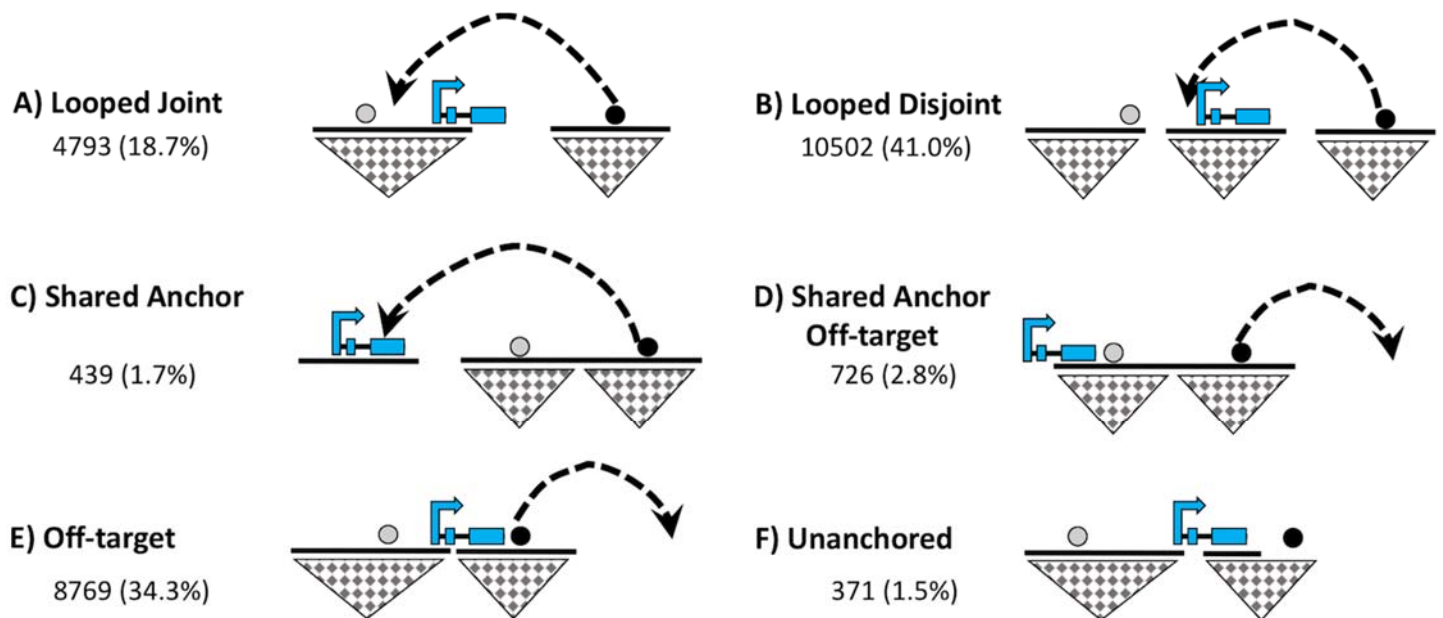 A) Looped Joint
4793 (18.7%)
B) Looped Disjoint
10502 (41.0%)
C) Shared Anchor
439 (1.7%)
D) Shared Anchor
Off-target
726 (2.8%)
E) Off-target
8769 (34.3%)
F) Unanchored
371 (1.5%)